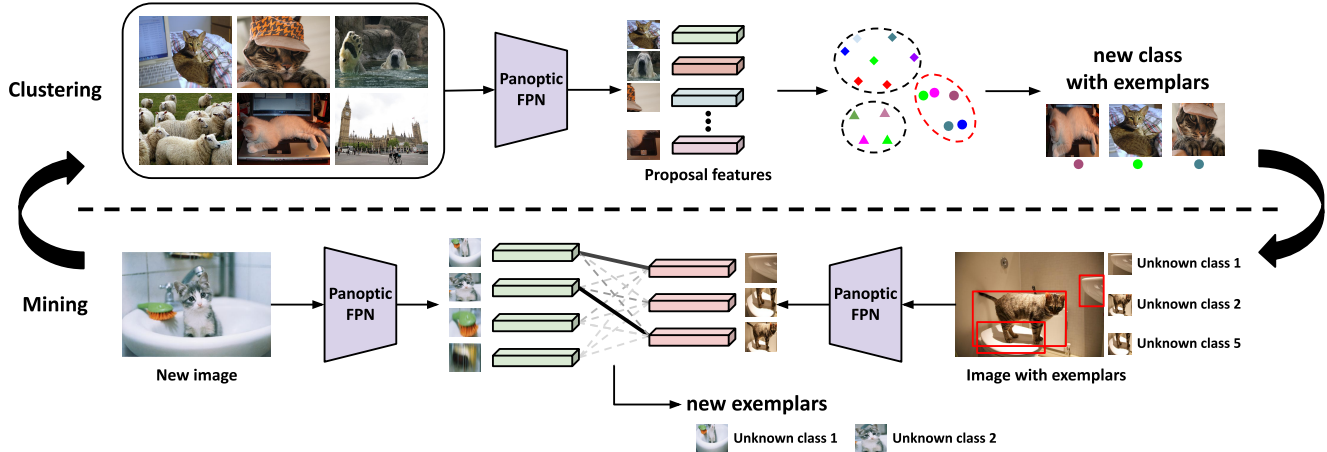 Clustering
Panoptic
FPN
Proposal features
new class
with exemplars
Mining
New image
Panoptic
FPN
Panoptic
FPN
Unknown class 1
Unknown class 2
Unknown class 5
Image with exemplars
new exemplars
Unknown class 1
Unknown class 2